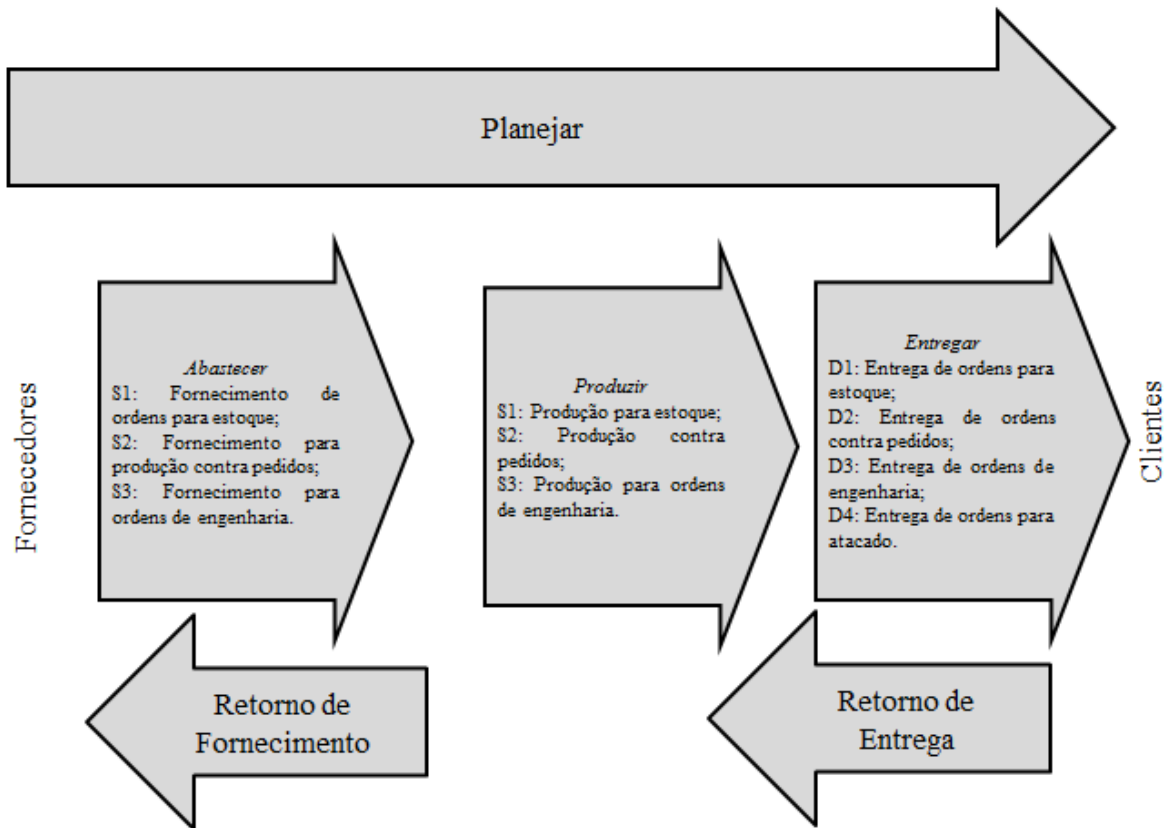 Planejar
Fornecedores
Abastecer
S1: Fornecimento de
ordens para estoque;
S2: Fornecimento para
produção contra pedidos;
S3: Fornecimento para
ordens de engenharia.
Produzir
S1: Produção para estoque;
S2: Produção contra
pedidos;
S3: Produção para ordens
de engenharia.
Entregar
D1: Entrega de ordens para
estoque;
D2: Entrega de ordens
contra pedidos;
D3: Entrega de ordens de
engenharia;
D4: Entrega de ordens para
atacado.
Clientes
Retorno de
Fornecimento
Retorno de
Entrega